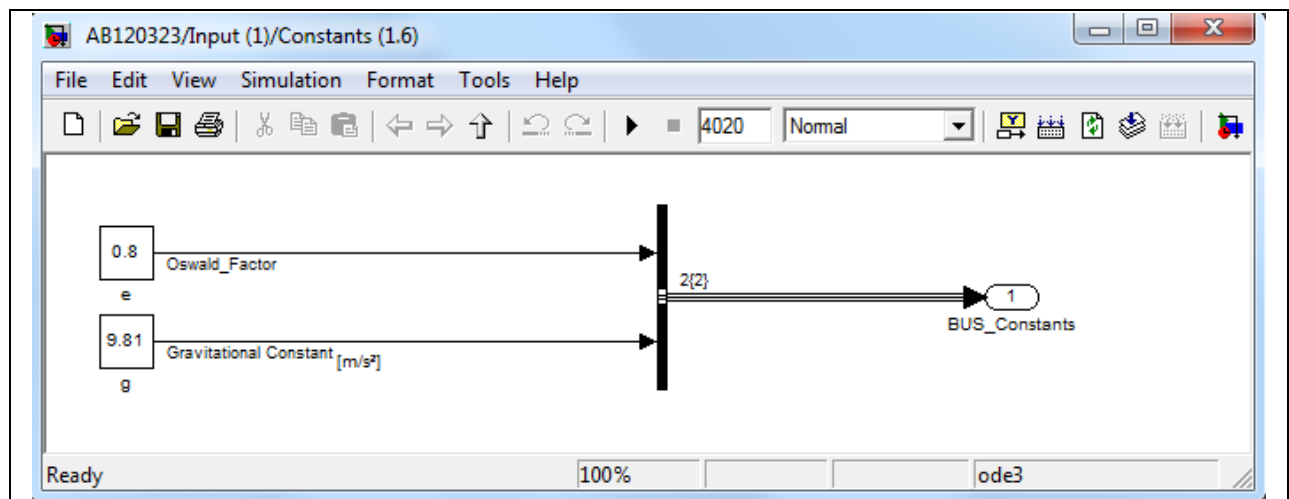 AB120323/Input (1)/Constants (1.6)
File Edit View Simulation Format Tools Help
4020 Normal
0.8
Oswald_Factor
e
2{2}
1
BUS_Constants
9.81
Gravitational Constant [m/s²]
g
Ready 100% ode3